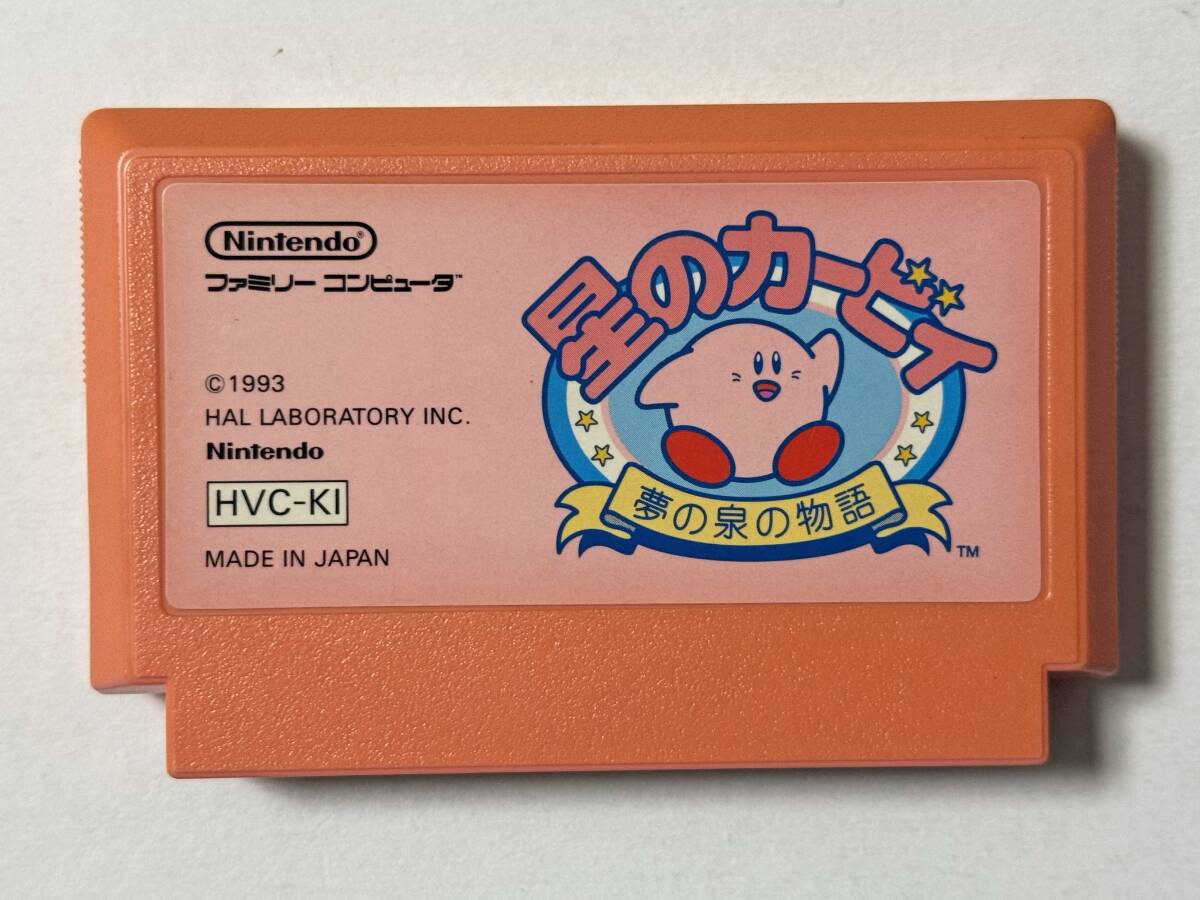 Nintendo®
ファミリー コンピュータ™
©1993
HAL LABORATORY INC.
Nintendo
HVC-KI
MADE IN JAPAN
星のカービィ
夢の泉の物語
TM